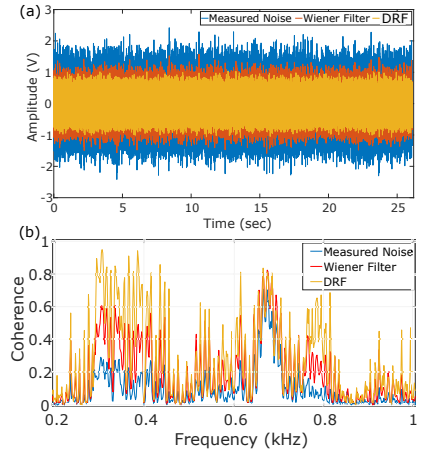 (a)
Measured Noise Wiener Filter DRF
Amplitude (V)
3
2
1
0
-1
-2
-3
0 5 10 15 20 25
Time (sec)
(b)
Measured Noise
Wiener Filter
DRF
Coherence
1
0.8
0.6
0.4
0.2
0
0.2 0.4 0.6 0.8 1
Frequency (kHz)